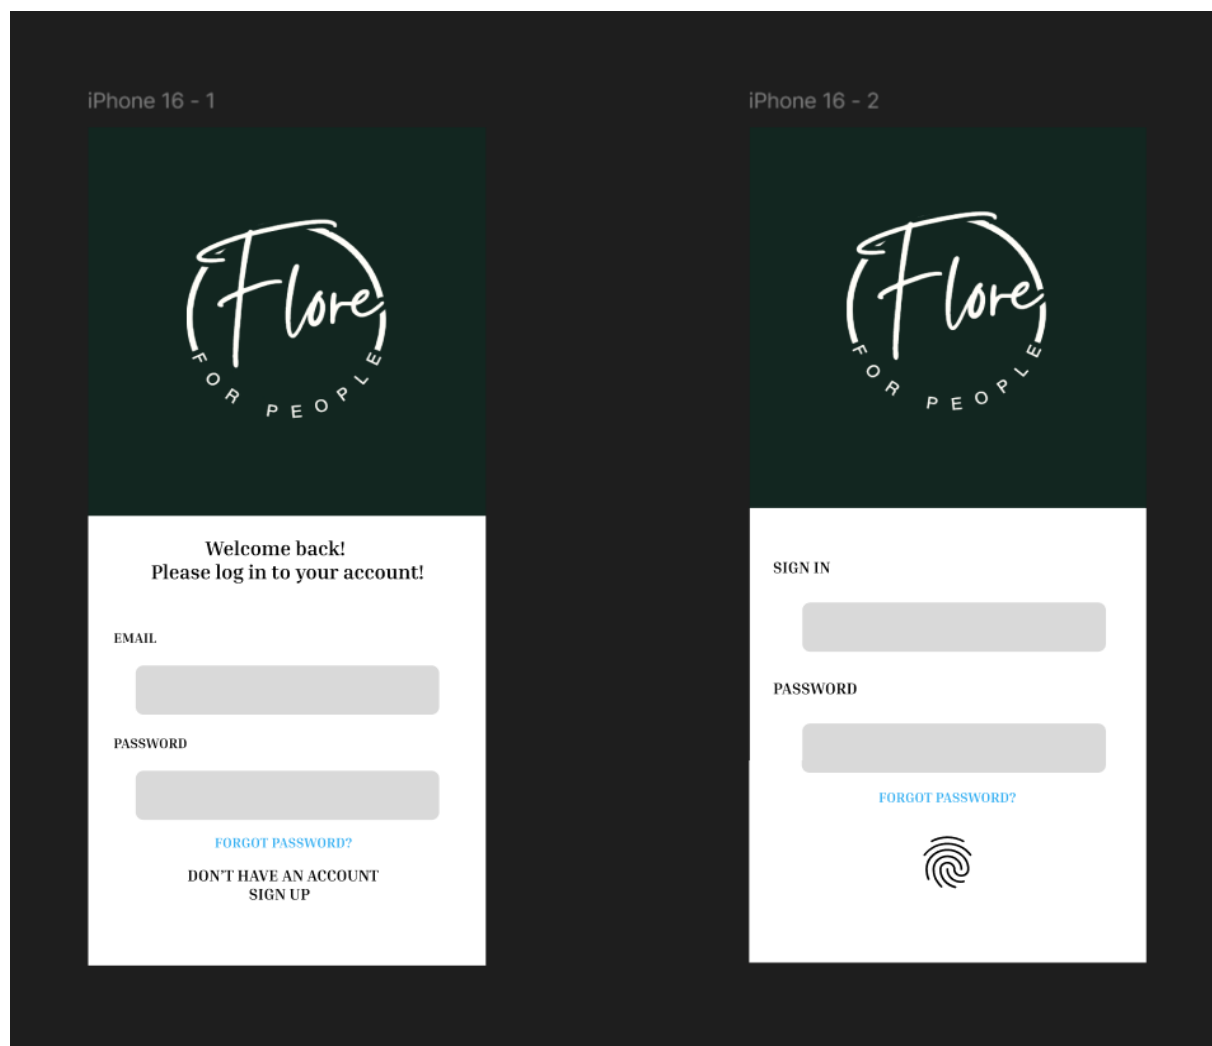 iPhone 16 - 1
Flore
FOR PEOPLE
Welcome back!
Please log in to your account!
EMAIL
PASSWORD
FORGOT PASSWORD?
DON'T HAVE AN ACCOUNT
SIGN UP
iPhone 16 - 2
Flore
FOR PEOPLE
SIGN IN
PASSWORD
FORGOT PASSWORD?